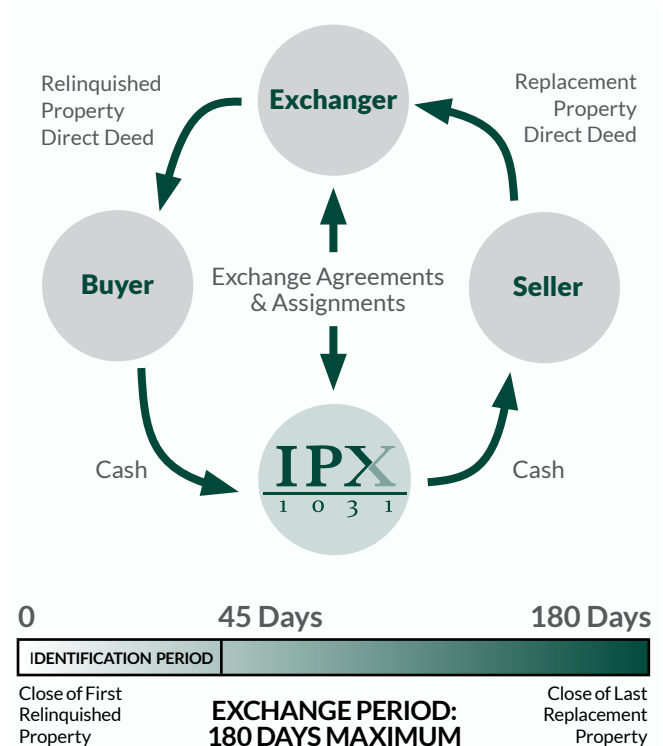 Relinquished
Property
Direct Deed
Exchanger
Replacement
Property
Direct Deed
Buyer
Exchange Agreements
& Assignments
Seller
Cash
IPX
1 0 3 1
Cash
0
45 Days
180 Days
IDENTIFICATION PERIOD
Close of First
Relinquished
Property
EXCHANGE PERIOD:
180 DAYS MAXIMUM
Close of Last
Replacement
Property